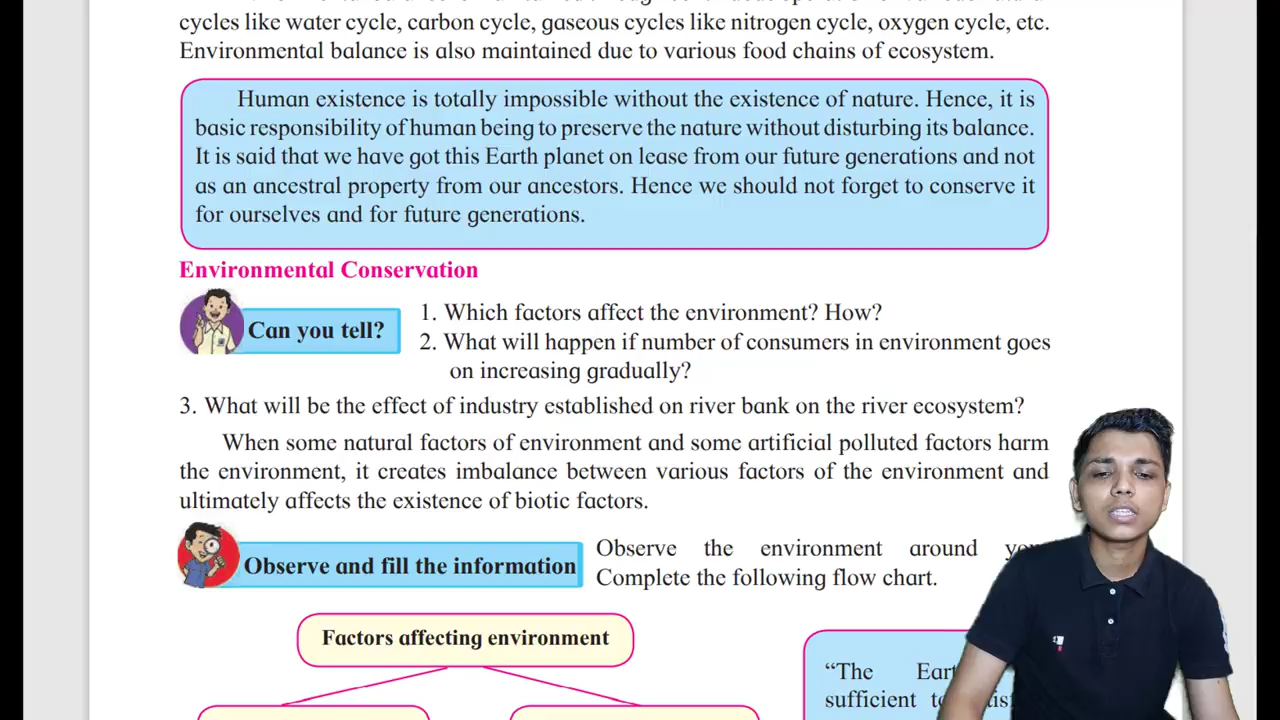 cycles like water cycle, carbon cycle, gaseous cycles like nitrogen cycle, oxygen cycle, etc.
Environmental balance is also maintained due to various food chains of ecosystem.
Human existence is totally impossible without the existence of nature. Hence, it is
basic responsibility of human being to preserve the nature without disturbing its balance.
It is said that we have got this Earth planet on lease from our future generations and not
as an ancestral property from our ancestors. Hence we should not forget to conserve it
for ourselves and for future generations.
Environmental Conservation
Can you tell?
1. Which factors affect the environment? How?
2. What will happen if number of consumers in environment goes
on increasing gradually?
3. What will be the effect of industry established on river bank on the river ecosystem?
When some natural factors of environment and some artificial polluted factors harm
the environment, it creates imbalance between various factors of the environment and
ultimately affects the existence of biotic factors.
Observe and fill the information
Observe the environment around
Complete the following flow chart.
Factors affecting environment
“The
sufficient